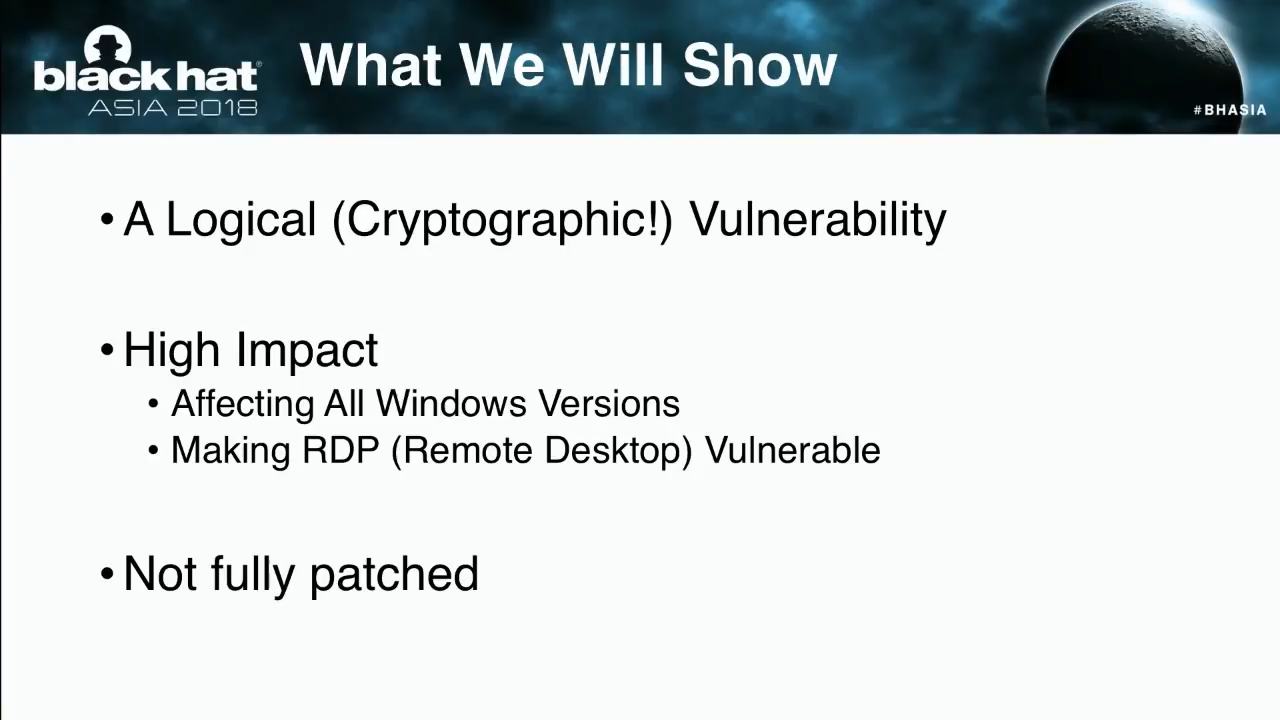 black hat®
ASIA 2018
What We Will Show
#BHASIA
• A Logical (Cryptographic!) Vulnerability
• High Impact
• Affecting All Windows Versions
• Making RDP (Remote Desktop) Vulnerable
• Not fully patched